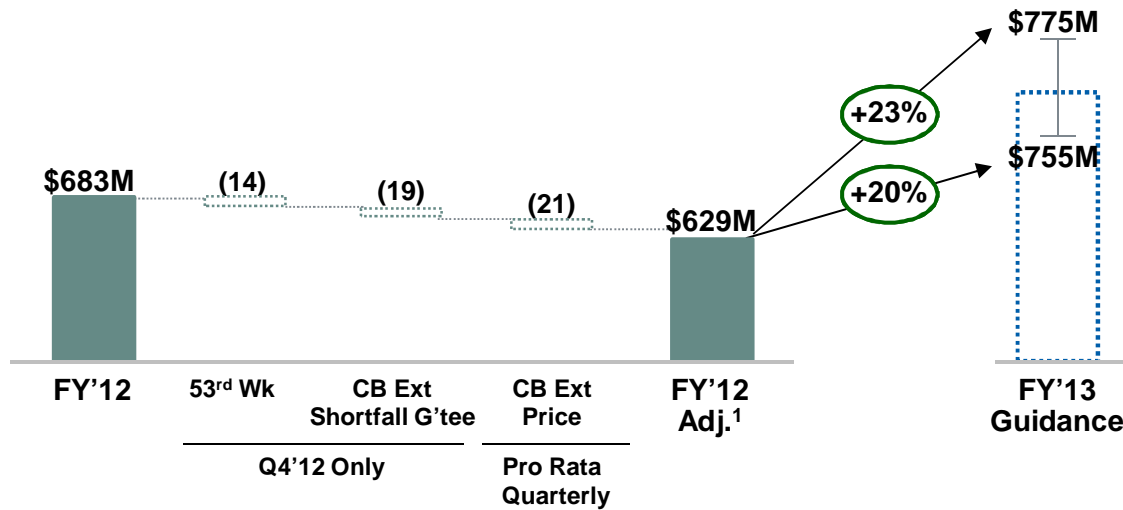 $775M
+23%
$755M
$683M
(14)
(19)
(21)
+20%
$629M
FY’12
53rd Wk
CB Ext
Shortfall G’tee
CB Ext
Price
FY’12
Adj.1
FY’13
Guidance
Q4’12 Only
Pro Rata
Quarterly